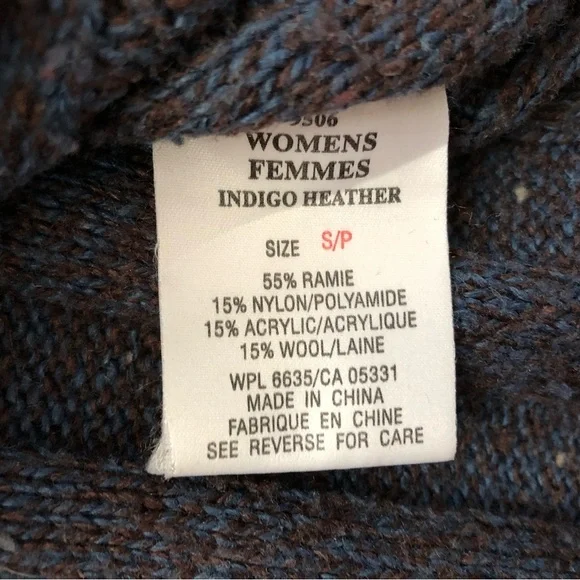 WOMENS
FEMMES
INDIGO HEATHER
SIZE S/P
55% RAMIE
15% NYLON/POLYAMIDE
15% ACRYLIC/ACRYLIQUE
15% WOOL/LAINE
WPL 6635/CA 05331
MADE IN CHINA
FABRIQUE EN CHINE
SEE REVERSE FOR CARE